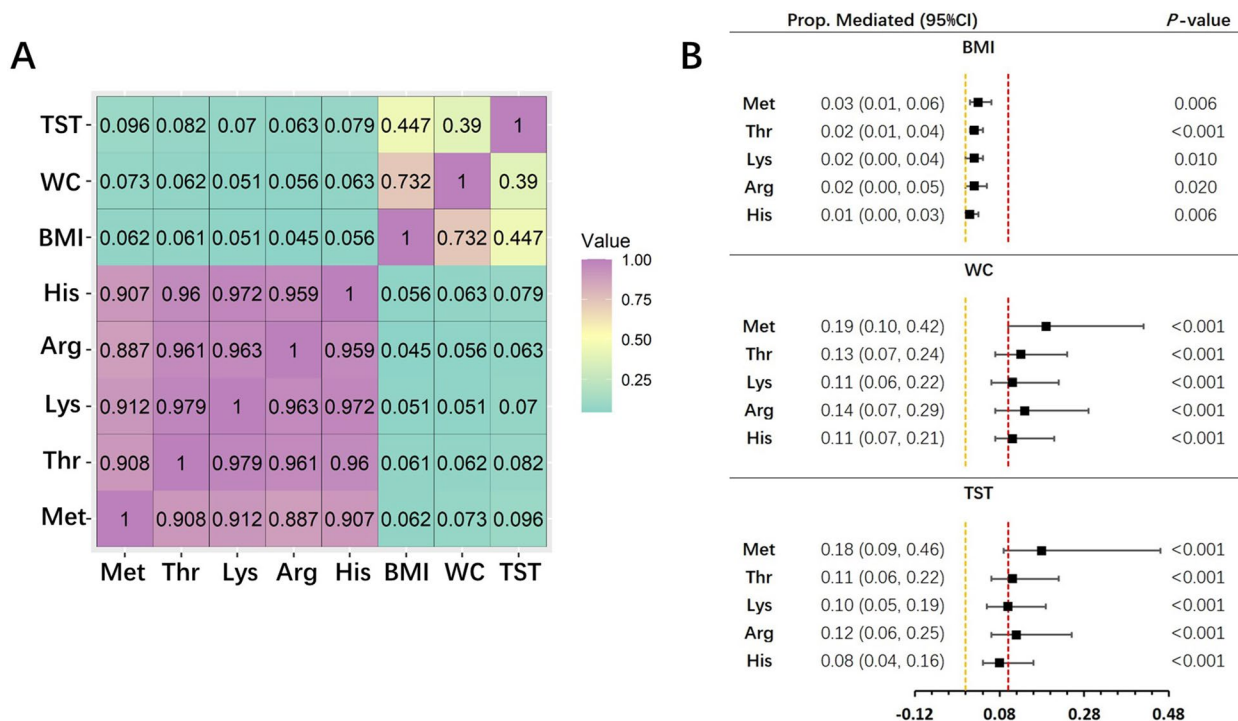 A
TST 0.096 0.082 0.07 0.063 0.079 0.447 0.39 1
WC 0.073 0.062 0.051 0.056 0.063 0.732 1 0.39
BMI 0.062 0.061 0.051 0.045 0.056 1 0.732 0.447
His 0.907 0.96 0.972 0.959 1 0.056 0.063 0.079
Arg 0.887 0.961 0.963 1 0.959 0.045 0.056 0.063
Lys 0.912 0.979 1 0.963 0.972 0.051 0.051 0.07
Thr 0.908 1 0.979 0.961 0.96 0.061 0.062 0.082
Met 1 0.908 0.912 0.887 0.907 0.062 0.073 0.096
Met Thr Lys Arg His BMI WC TST
Value
1.00
0.75
0.50
0.25
B
Prop. Mediated (95%CI) P-value
BMI
Met 0.03 (0.01, 0.06) 0.006
Thr 0.02 (0.01, 0.04) <0.001
Lys 0.02 (0.00, 0.04) 0.010
Arg 0.02 (0.00, 0.05) 0.020
His 0.01 (0.00, 0.03) 0.006
WC
Met 0.19 (0.10, 0.42) <0.001
Thr 0.13 (0.07, 0.24) <0.001
Lys 0.11 (0.06, 0.22) <0.001
Arg 0.14 (0.07, 0.29) <0.001
His 0.11 (0.07, 0.21) <0.001
TST
Met 0.18 (0.09, 0.46) <0.001
Thr 0.11 (0.06, 0.22) <0.001
Lys 0.10 (0.05, 0.19) <0.001
Arg 0.12 (0.06, 0.25) <0.001
His 0.08 (0.04, 0.16) <0.001
-0.12 0.08 0.28 0.48